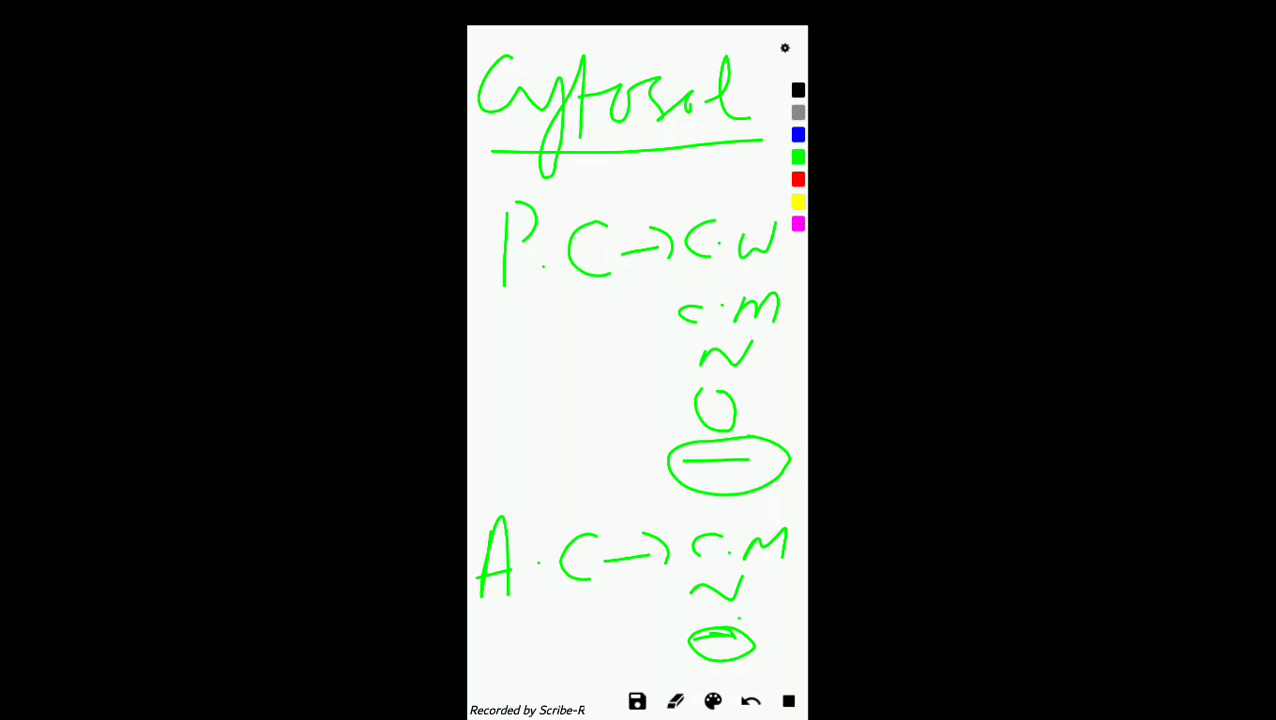 Cytosol
P.C → C.W
C.M
N
O
A.C → C.M
N
Recorded by Scribe-R